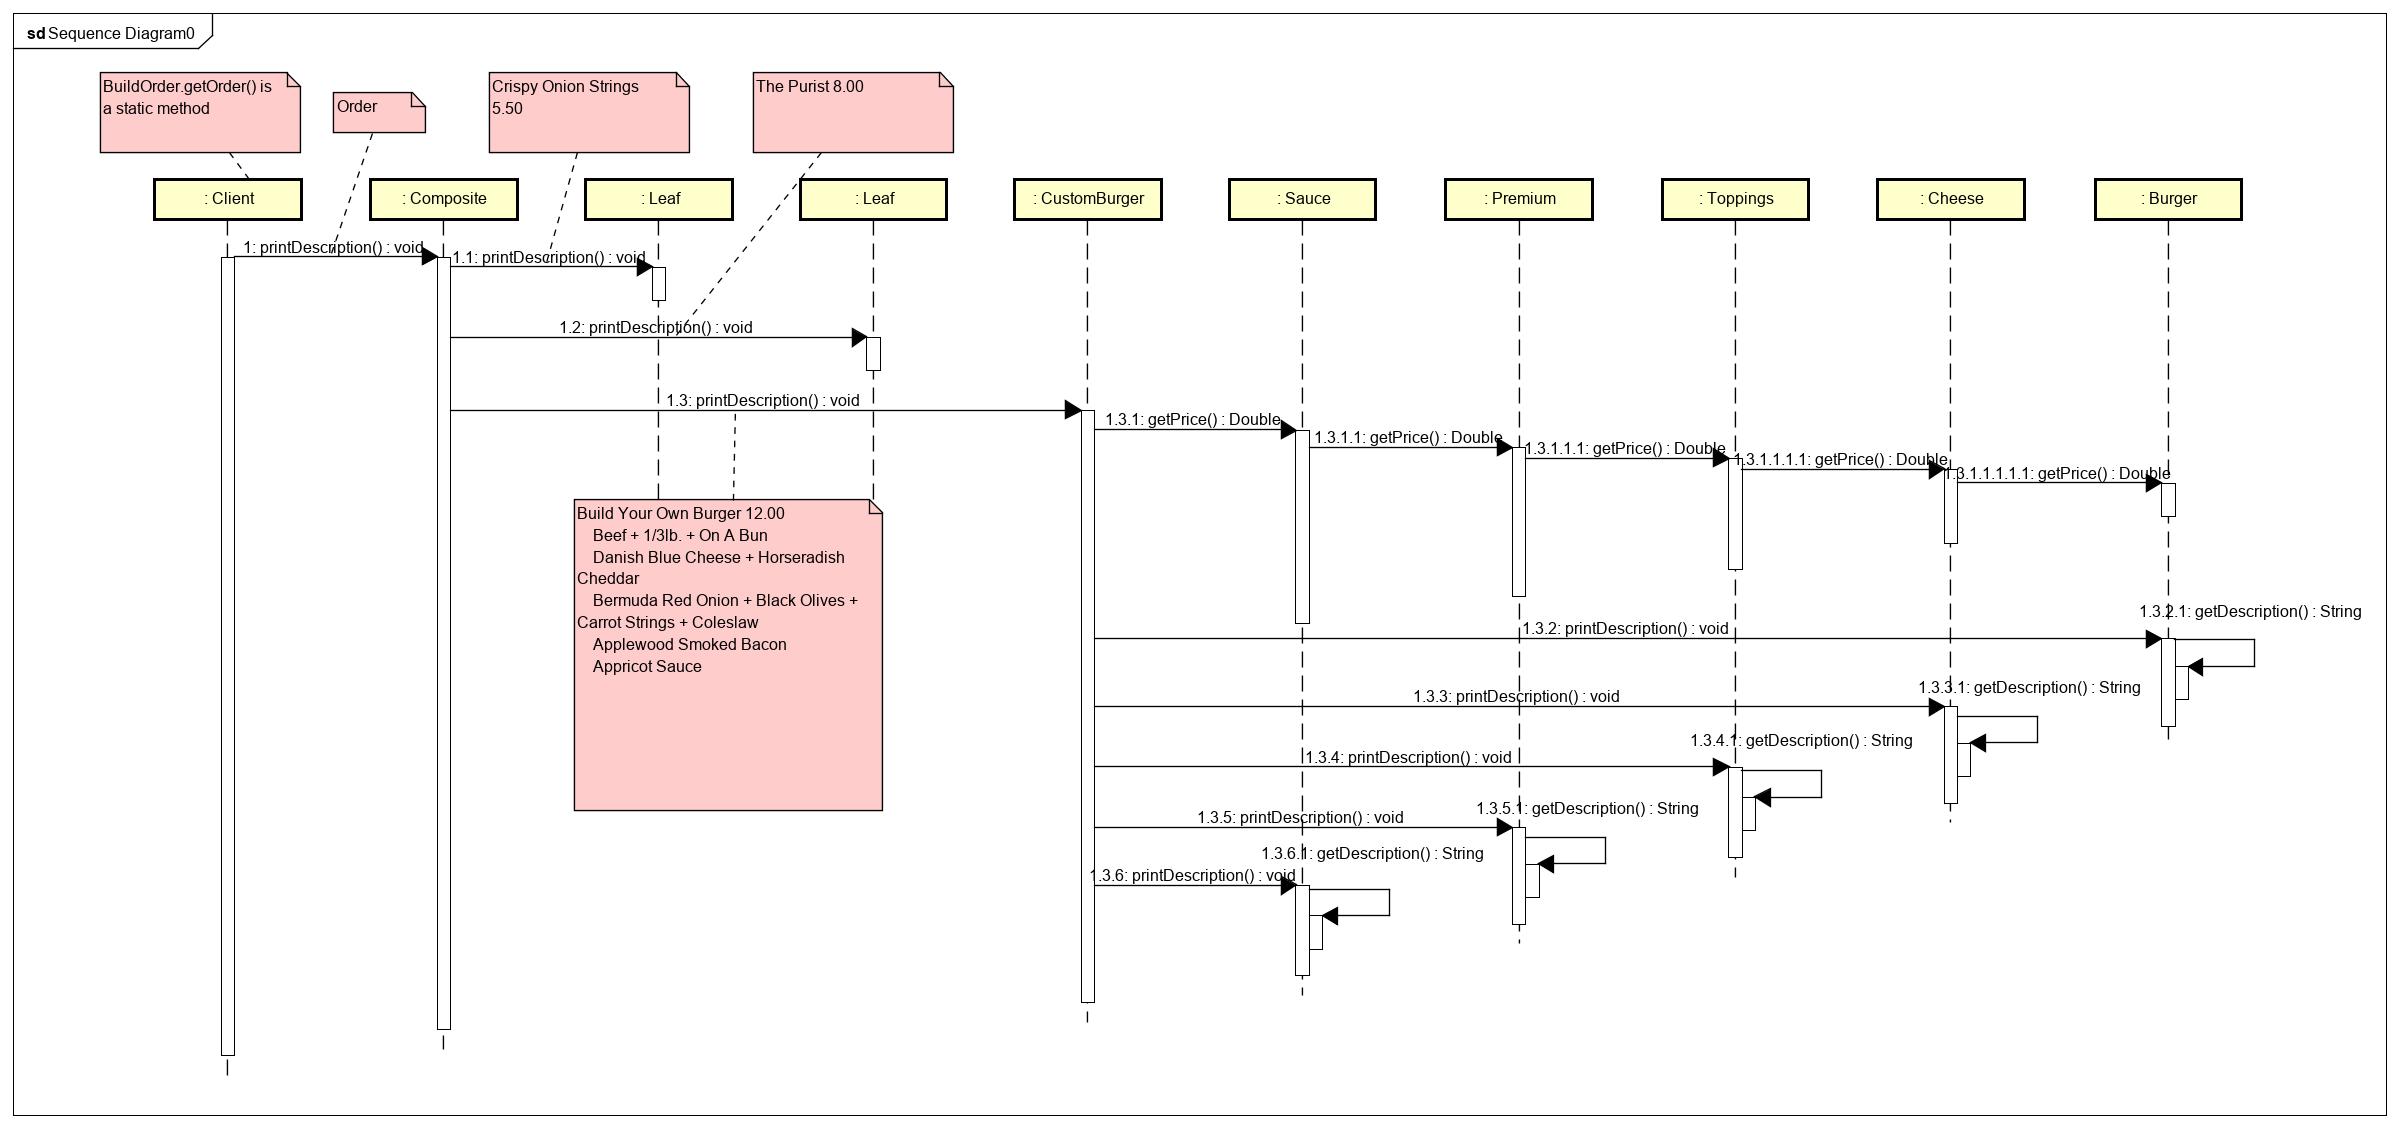 sd Sequence Diagram0
BuildOrder.getOrder() is
a static method
Order
Crispy Onion Strings
5.50
The Purist 8.00
: Client
: Composite
: Leaf
: Leaf
: CustomBurger
: Sauce
: Premium
: Toppings
: Cheese
: Burger
1: printDescription() : void
1.1: printDescription() : void
1.2: printDescription() : void
1.3: printDescription() : void
1.3.1: getPrice() : Double
1.3.1.1: getPrice() : Double
1.3.1.1.1: getPrice() : Double
1.3.1.1.1.1: getPrice() : Double
1.3.1.1.1.1.1: getPrice() : Double
Build Your Own Burger 12.00
Beef + 1/3lb. + On A Bun
Danish Blue Cheese + Horseradish
Cheddar
Bermuda Red Onion + Black Olives +
Carrot Strings + Coleslaw
Applewood Smoked Bacon
Appricot Sauce
1.3.2.1: getDescription() : String
1.3.2: printDescription() : void
1.3.3.1: getDescription() : String
1.3.3: printDescription() : void
1.3.4.1: getDescription() : String
1.3.4: printDescription() : void
1.3.5.1: getDescription() : String
1.3.5: printDescription() : void
1.3.6.1: getDescription() : String
1.3.6: printDescription() : void